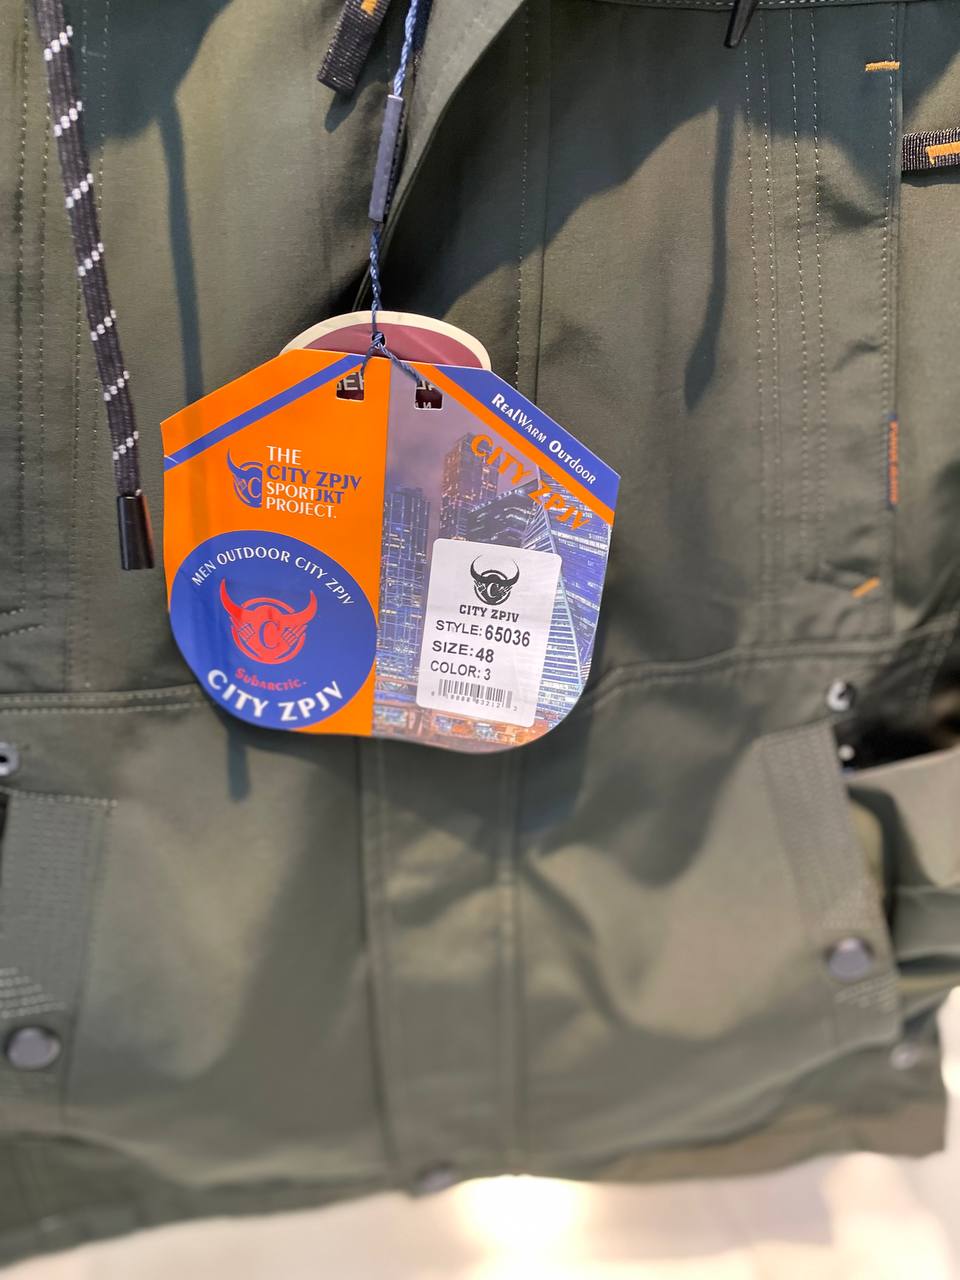 RealWarm Outdoor
CITY ZPJV
THE
CITY ZPJV
SPORTJKT
PROJECT.
MEN OUTDOOR CITY ZPJV
C
Subarctic.
CITY ZPJV
C
CITY ZPJV
STYLE: 65036
SIZE: 48
COLOR: 3